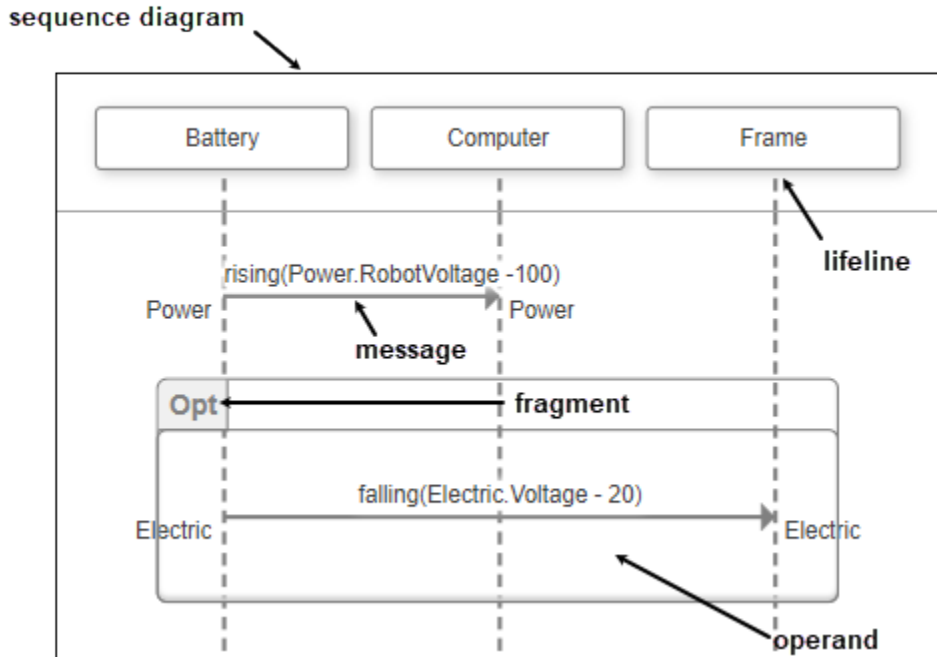 sequence diagram
Battery
Computer
Frame
lifeline
rising(Power.RobotVoltage -100)
Power
Power
message
Opt
fragment
falling(Electric.Voltage - 20)
Electric
Electric
operand